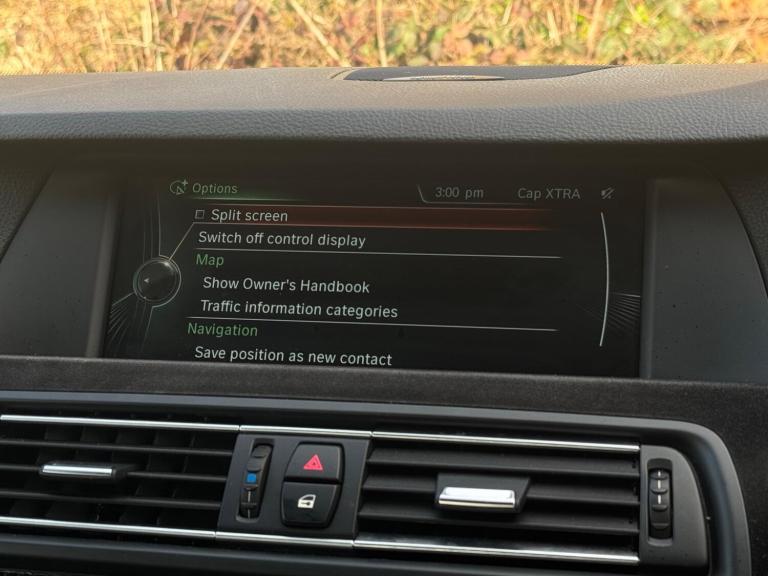 Options
3:00 pm
Cap XTRA
Split screen
Switch off control display
Map
Show Owner's Handbook
Traffic information categories
Navigation
Save position as new contact